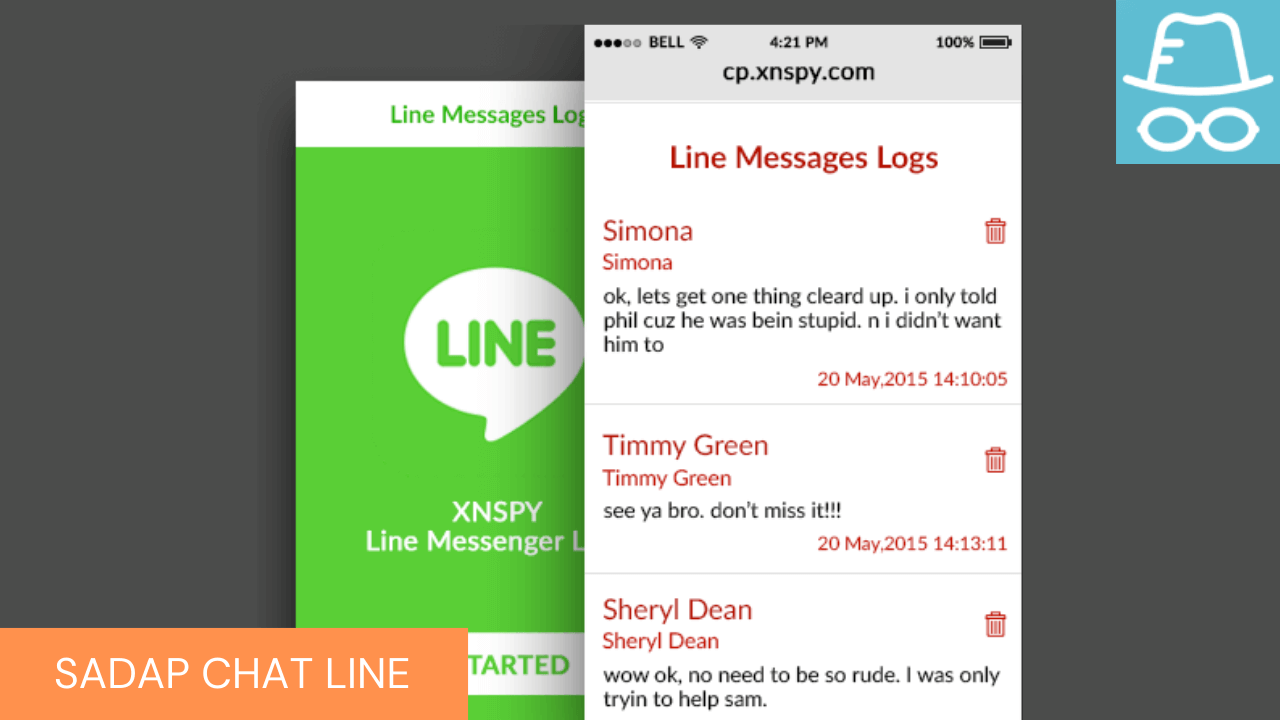 BELL
4:21 PM
100%
cp.xnspy.com
Line Messages Logs
Simona
Simona
ok, lets get one thing cleard up. i only told
phil cuz he was bein stupid. n i didn't want
him to
20 May,2015 14:10:05
Timmy Green
Timmy Green
see ya bro. don't miss it!!!
20 May,2015 14:13:11
Sheryl Dean
Sheryl Dean
wow ok, no need to be so rude. I was only
tryin to help sam.
Line Messages Log
LINE
XNSPY
Line Messenger L
TARTED
SADAP CHAT LINE